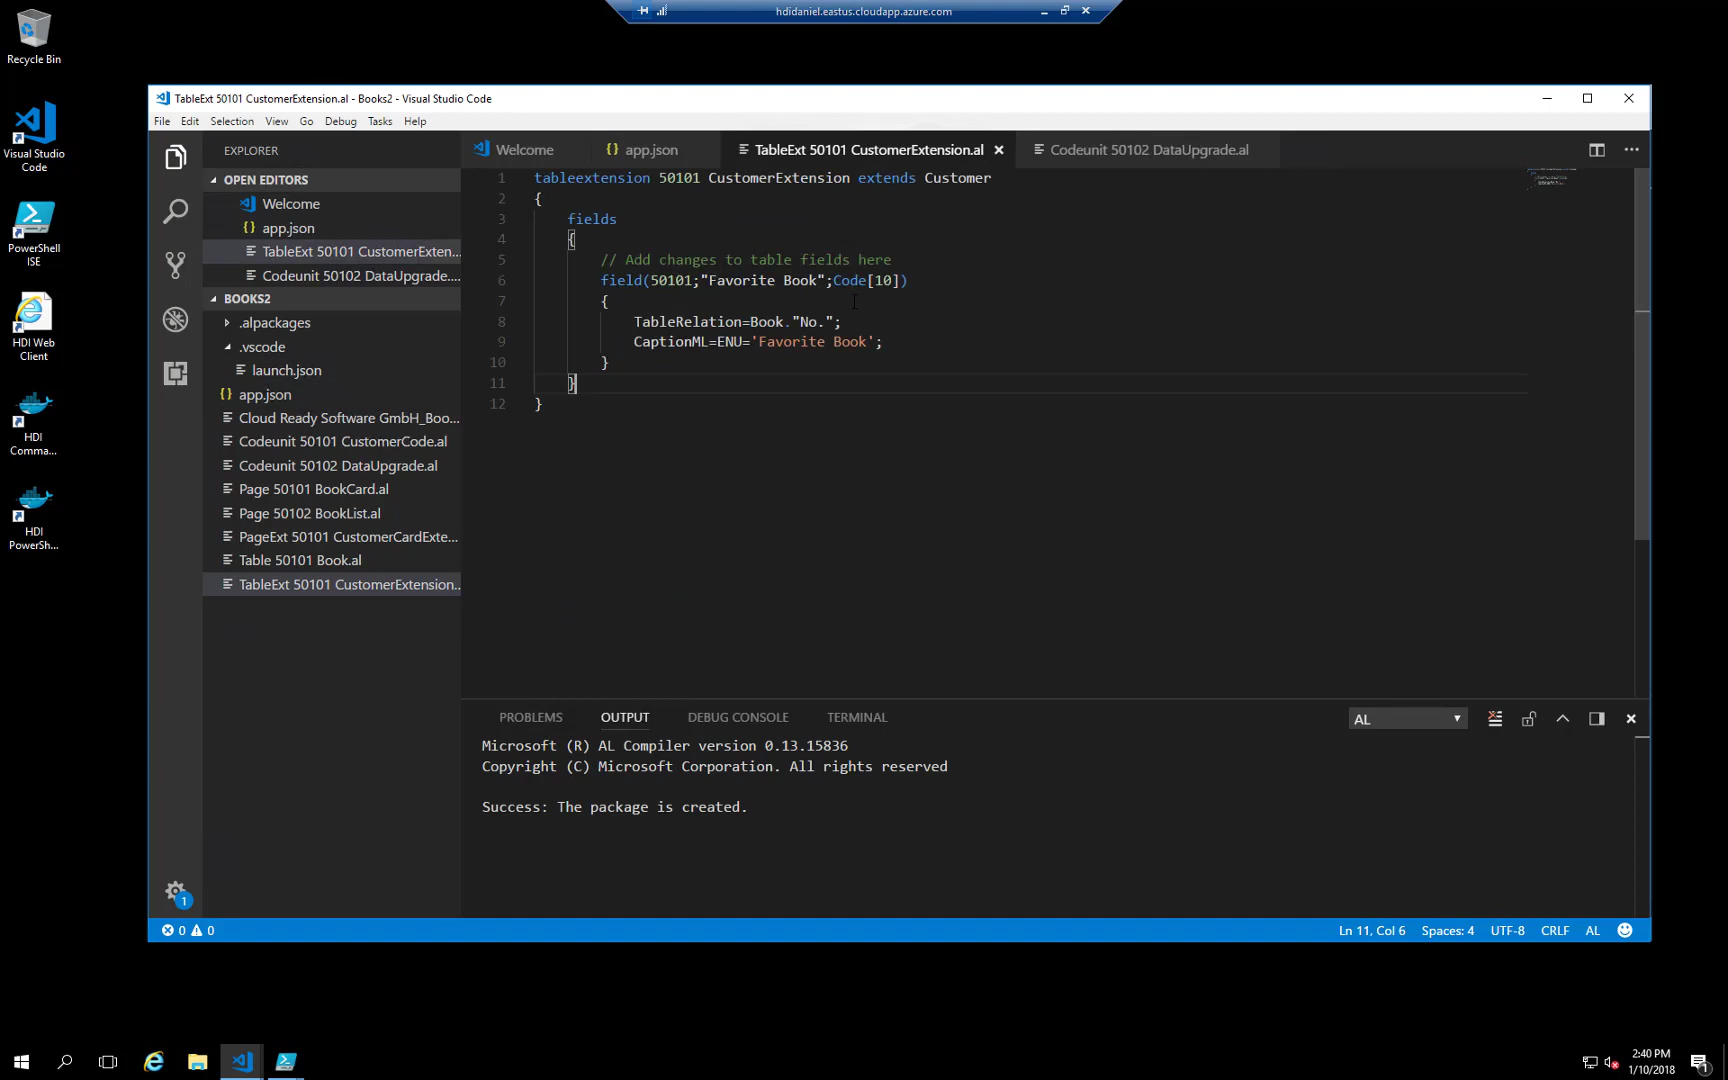 hdidaniel.eastus.cloudapp.azure.com
Recycle Bin
Visual Studio
Code
PowerShell
ISE
HDI Web
Client
HDI
Comma...
HDI
PowerSh...
TableExt 50101 CustomerExtension.al - Books2 - Visual Studio Code
File Edit Selection View Go Debug Tasks Help
EXPLORER
OPEN EDITORS
Welcome
{} app.json
TableExt 50101 CustomerExten...
Codeunit 50102 DataUpgrade....
BOOKS2
.alpackages
.vscode
launch.json
{} app.json
Cloud Ready Software GmbH_Boo...
Codeunit 50101 CustomerCode.al
Codeunit 50102 DataUpgrade.al
Page 50101 BookCard.al
Page 50102 BookList.al
PageExt 50101 CustomerCardExte...
Table 50101 Book.al
TableExt 50101 CustomerExtension..
1
Welcome {} app.json TableExt 50101 CustomerExtension.al Codeunit 50102 DataUpgrade.al
1 tableextension 50101 CustomerExtension extends Customer
2 {
3 fields
4 {
5 // Add changes to table fields here
6 field(50101;"Favorite Book";Code[10])
7 {
8 TableRelation=Book."No.";
9 CaptionML=ENU='Favorite Book';
10 }
11 }
12 }
PROBLEMS OUTPUT DEBUG CONSOLE TERMINAL AL
Microsoft (R) AL Compiler version 0.13.15836
Copyright (C) Microsoft Corporation. All rights reserved
Success: The package is created.
0 0 Ln 11, Col 6 Spaces: 4 UTF-8 CRLF AL
2:40 PM
1/10/2018
1